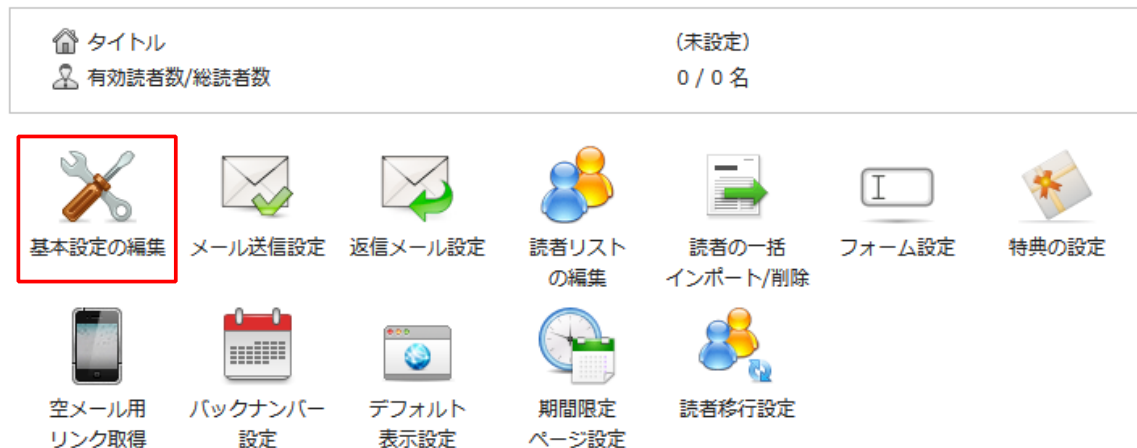 タイトル (未設定)
有効読者数/総読者数 0 / 0 名
基本設定の編集 メール送信設定 返信メール設定 読者リスト 読者の一括 フォーム設定 特典の設定
の編集 インポート/削除
空メール用 バックナンバー デフォルト 期間限定 読者移行設定
リンク取得 設定 表示設定 ページ設定